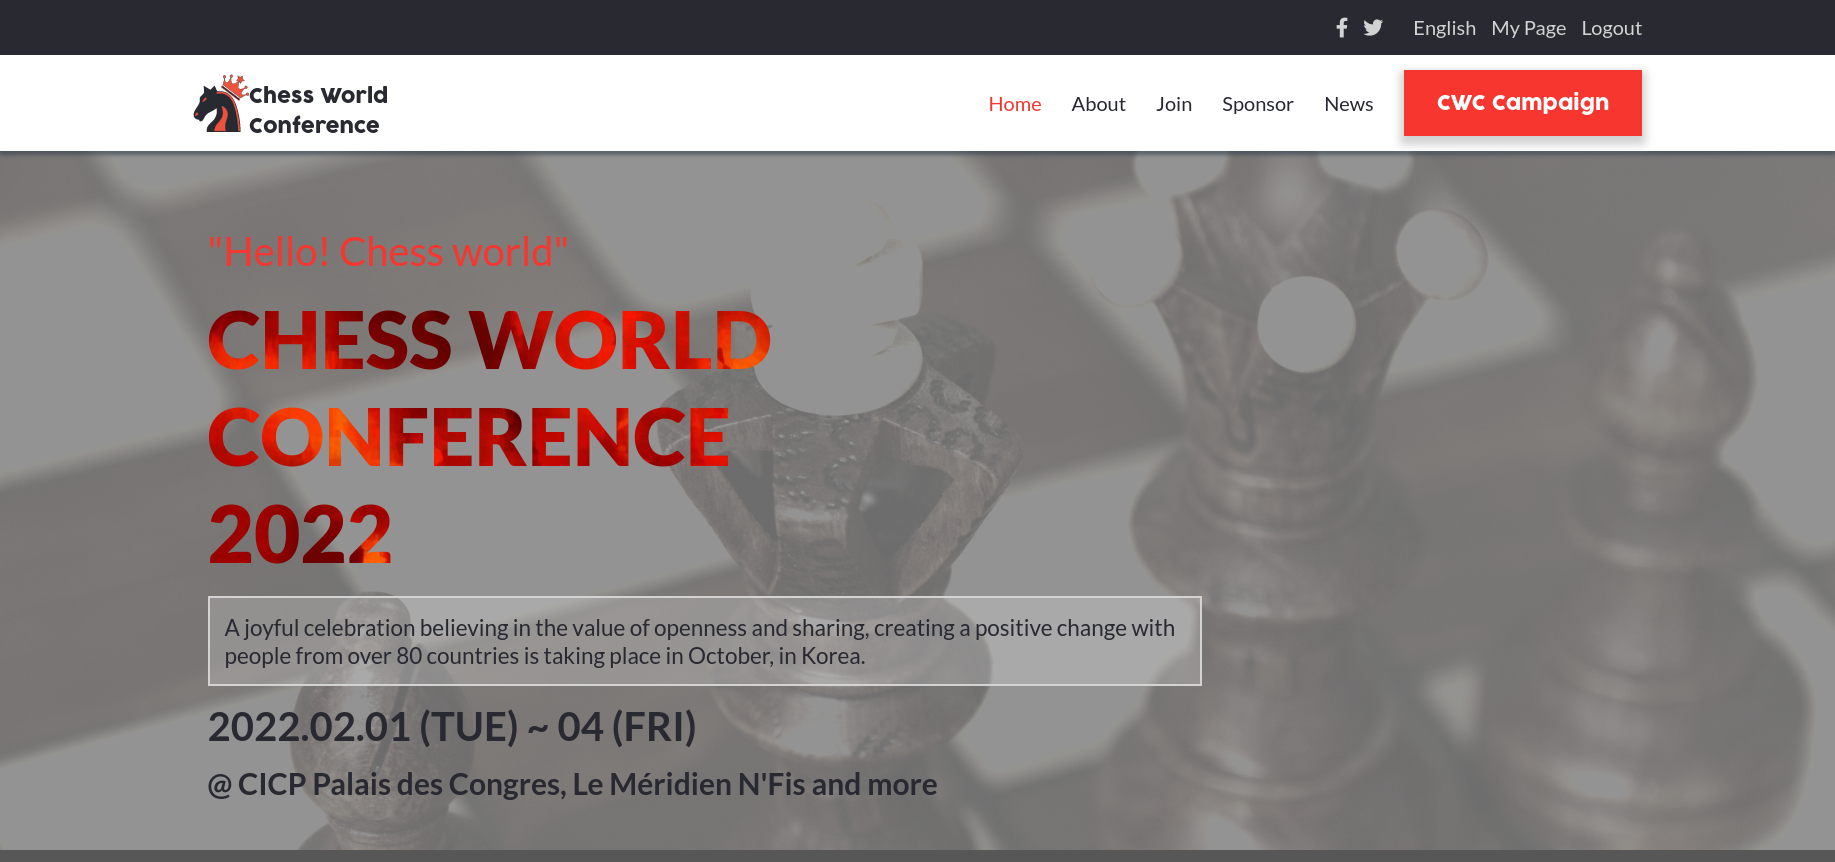 English My Page Logout
Chess World
Conference
Home About Join Sponsor News CWC Campaign
"Hello! Chess world"
CHESS WORLD
CONFERENCE
2022
A joyful celebration believing in the value of openness and sharing, creating a positive change with
people from over 80 countries is taking place in October, in Korea.
2022.02.01 (TUE) ~ 04 (FRI)
@ CICP Palais des Congres, Le Méridien N'Fis and more